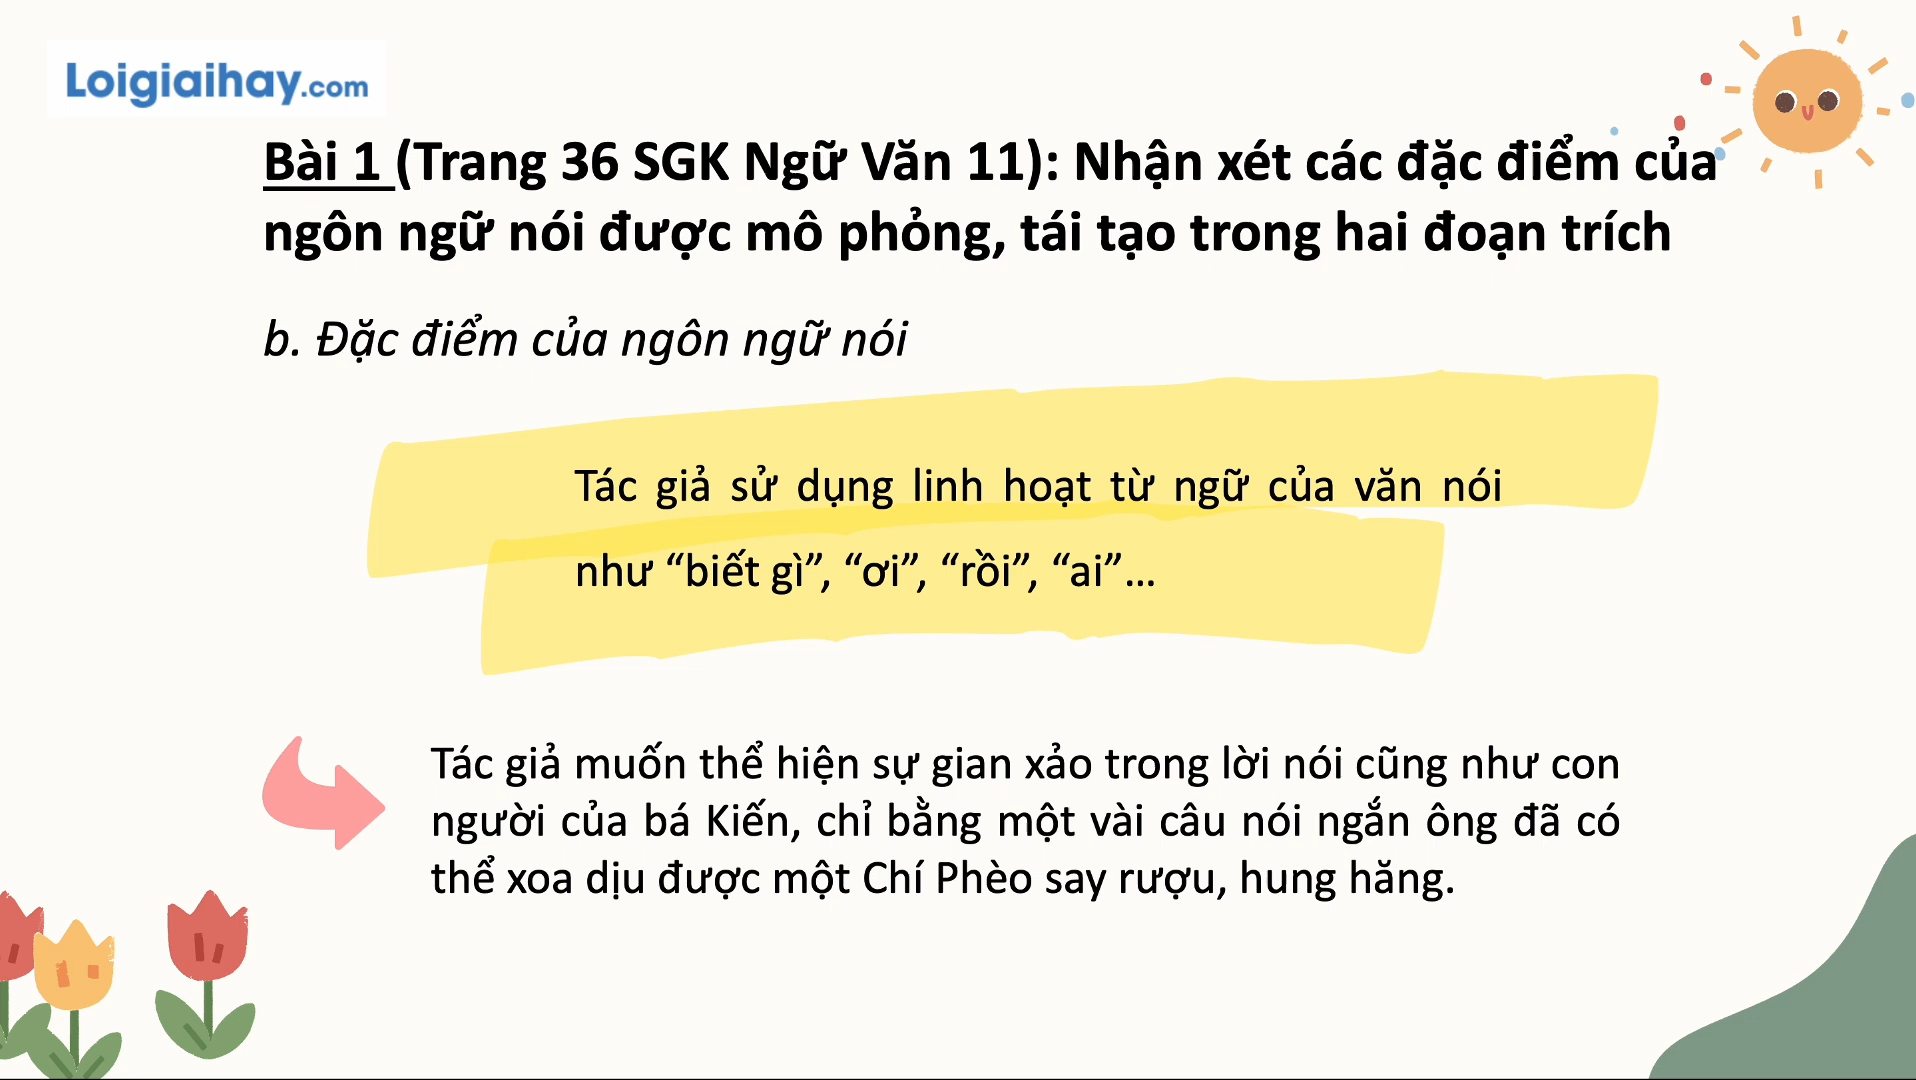 Loigiaihay.com
Bài 1 (Trang 36 SGK Ngữ Văn 11): Nhận xét các đặc điểm của
ngôn ngữ nói được mô phỏng, tái tạo trong hai đoạn trích
b. Đặc điểm của ngôn ngữ nói
Tác giả sử dụng linh hoạt từ ngữ của văn nói
như “biết gì”, “ơi”, “rồi”, “ai”...
Tác giả muốn thể hiện sự gian xảo trong lời nói cũng như con
người của bá Kiến, chỉ bằng một vài câu nói ngắn ông đã có
thể xoa dịu được một Chí Phèo say rượu, hung hăng.